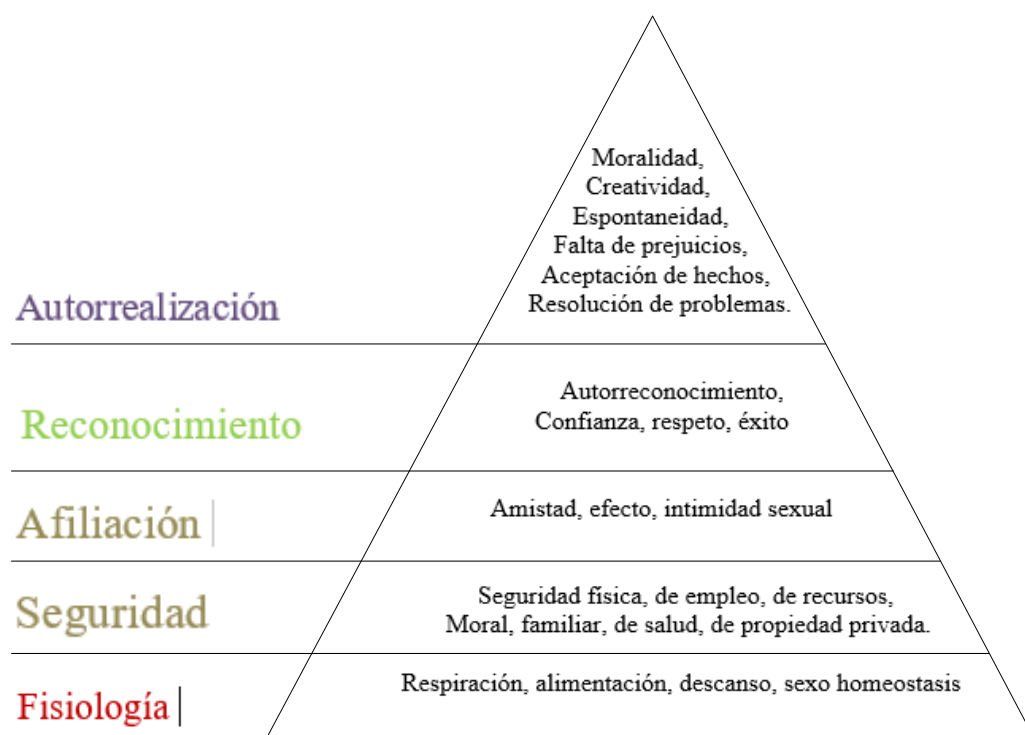 Moralidad,
Creatividad,
Espontaneidad,
Falta de prejuicios,
Aceptación de hechos,
Resolución de problemas.
Autorrealización
Autorreconocimiento,
Confianza, respeto, éxito
Reconocimiento
Amistad, efecto, intimidad sexual
Afiliación
Seguridad física, de empleo, de recursos,
Moral, familiar, de salud, de propiedad privada.
Seguridad
Respiración, alimentación, descanso, sexo homeostasis
Fisiología